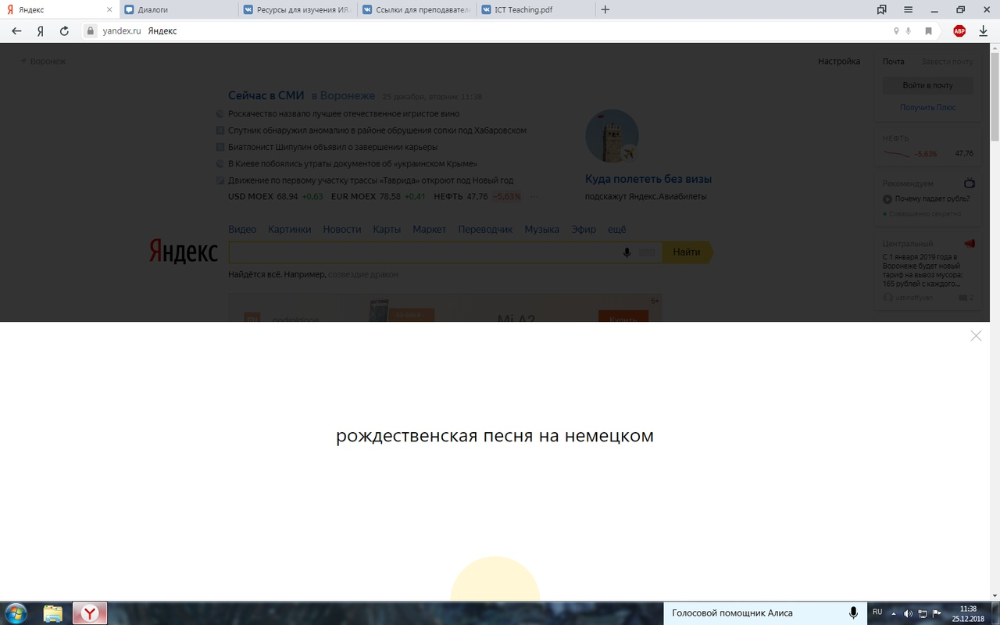 Яндекс
Диалоги
Ресурсы для изучения ИЯ
Ссылки для преподавател
ICT Teaching.pdf
yandex.ru Яндекс
ABP
Воронеж
Настройка
Почта Завести почту
Войти в почту
Получить Плюс
Сейчас в СМИ в Воронеже 25 декабря, вторник 11:38
Роскачество назвало лучшее отечественное игристое вино
Спутник обнаружил аномалию в районе обрушения сопки под Хабаровском
Биатлонист Шипулин объявил о завершении карьеры
В Киеве побоялись утраты документов об «украинском Крыме»
Движение по первому участку трассы «Таврида» откроют под Новый год
USD MOEX 68,94 +0,63 EUR MOEX 78,58 +0,41 НЕФТЬ 47,76 −5,63% ···
Куда полететь без визы
подскажут Яндекс.Авиабилеты
НЕФТЬ
−5,63% 47.76
Рекомендуем
Почему падает рубль?
Совершенно секретно
Видео Картинки Новости Карты Маркет Переводчик Музыка Эфир ещё
Яндекс
Найти
Найдётся всё. Например, созвездие дракон
Центральный
С 1 января 2019 года в
Воронеже будет новый
тариф на вывоз мусора:
165 рублей с каждого...
2
6+
Mi A2
Купить
рождественская песня на немецком
Голосовой помощник Алиса
RU
11:38
25.12.2018